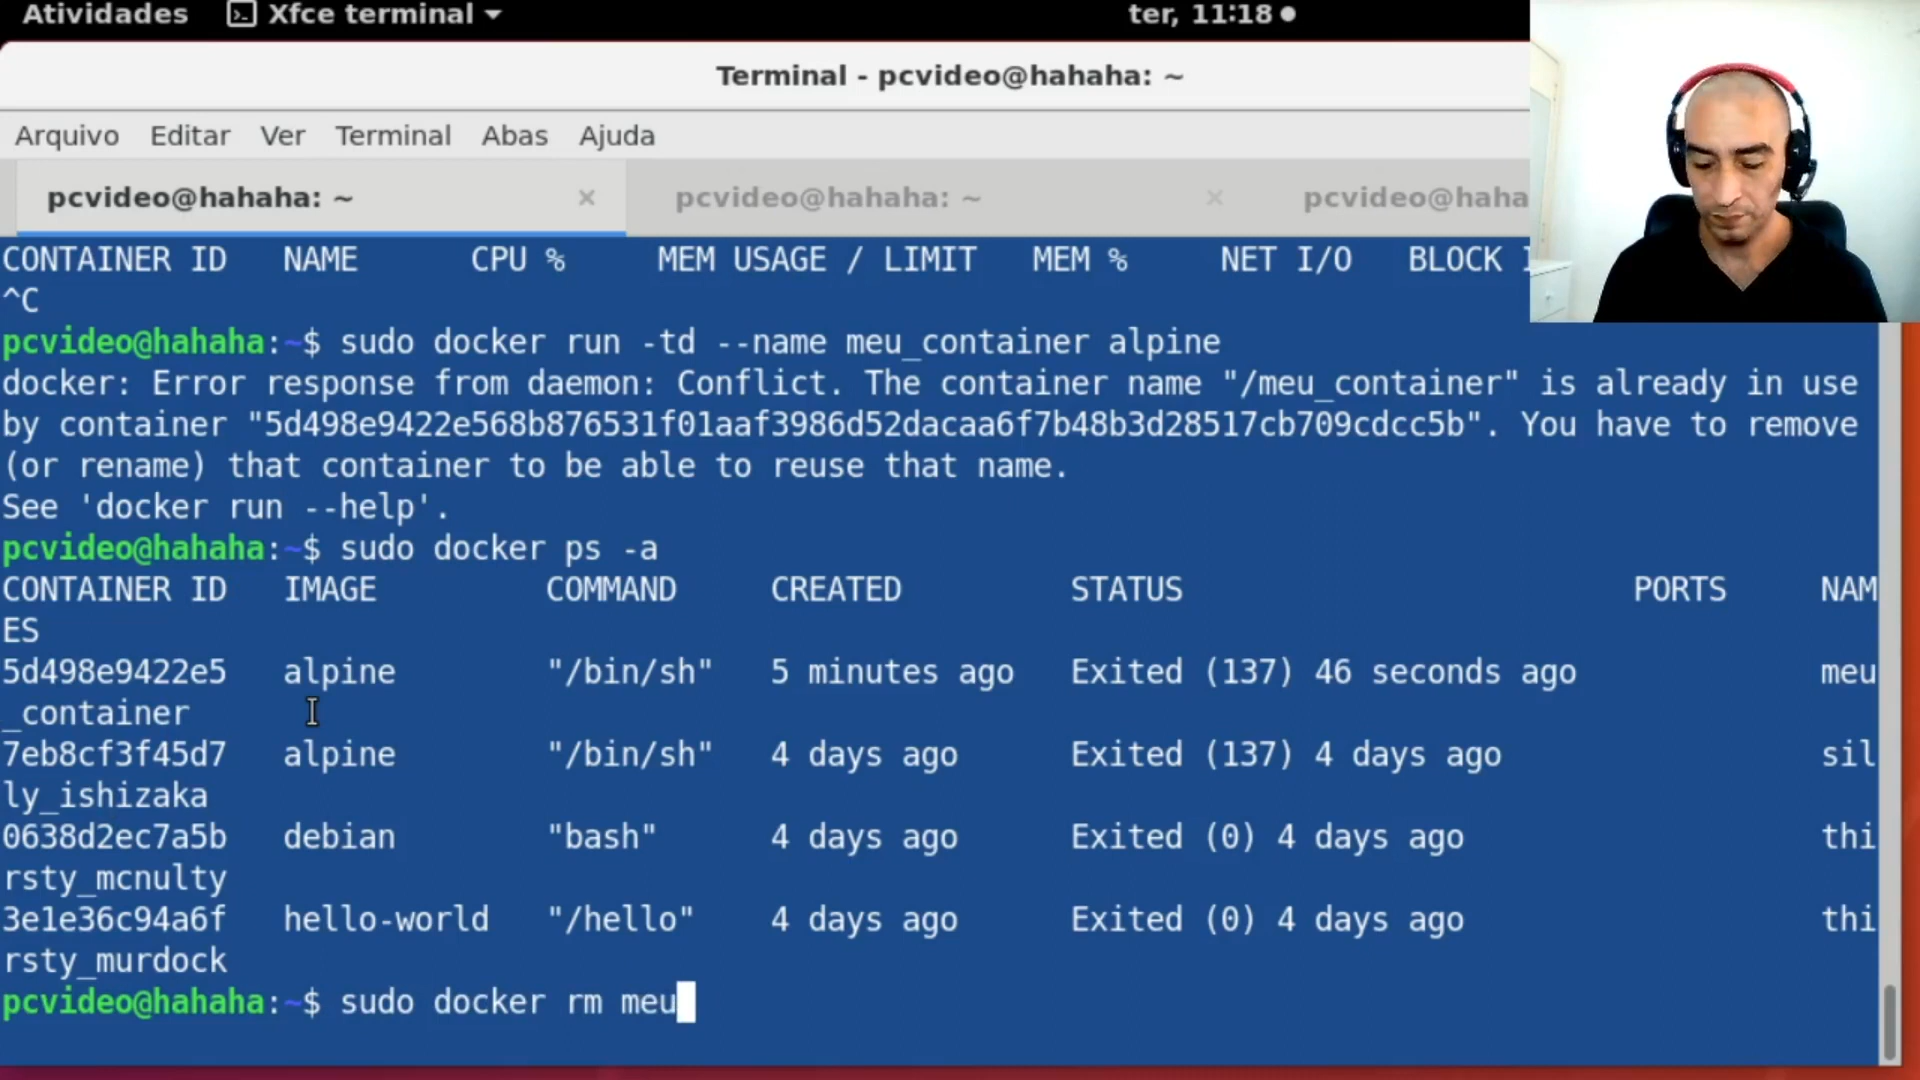 Atividades Xfce terminal ter, 11:18
Terminal - pcvideo@hahaha: ~
Arquivo Editar Ver Terminal Abas Ajuda
pcvideo@hahaha: ~ × pcvideo@hahaha: ~ × pcvideo@haha
CONTAINER ID NAME CPU % MEM USAGE / LIMIT MEM % NET I/O BLOCK I
^C
pcvideo@hahaha:~$ sudo docker run -td --name meu_container alpine
docker: Error response from daemon: Conflict. The container name "/meu_container" is already in use
by container "5d498e9422e568b876531f01aaf3986d52dacaa6f7b48b3d28517cb709cdcc5b". You have to remove
(or rename) that container to be able to reuse that name.
See 'docker run --help'.
pcvideo@hahaha:~$ sudo docker ps -a
CONTAINER ID IMAGE COMMAND CREATED STATUS PORTS NAM
ES
5d498e9422e5 alpine "/bin/sh" 5 minutes ago Exited (137) 46 seconds ago meu
_container
7eb8cf3f45d7 alpine "/bin/sh" 4 days ago Exited (137) 4 days ago sil
ly_ishizaka
0638d2ec7a5b debian "bash" 4 days ago Exited (0) 4 days ago thi
rsty_mcnulty
3e1e36c94a6f hello-world "/hello" 4 days ago Exited (0) 4 days ago thi
rsty_murdock
pcvideo@hahaha:~$ sudo docker rm meu